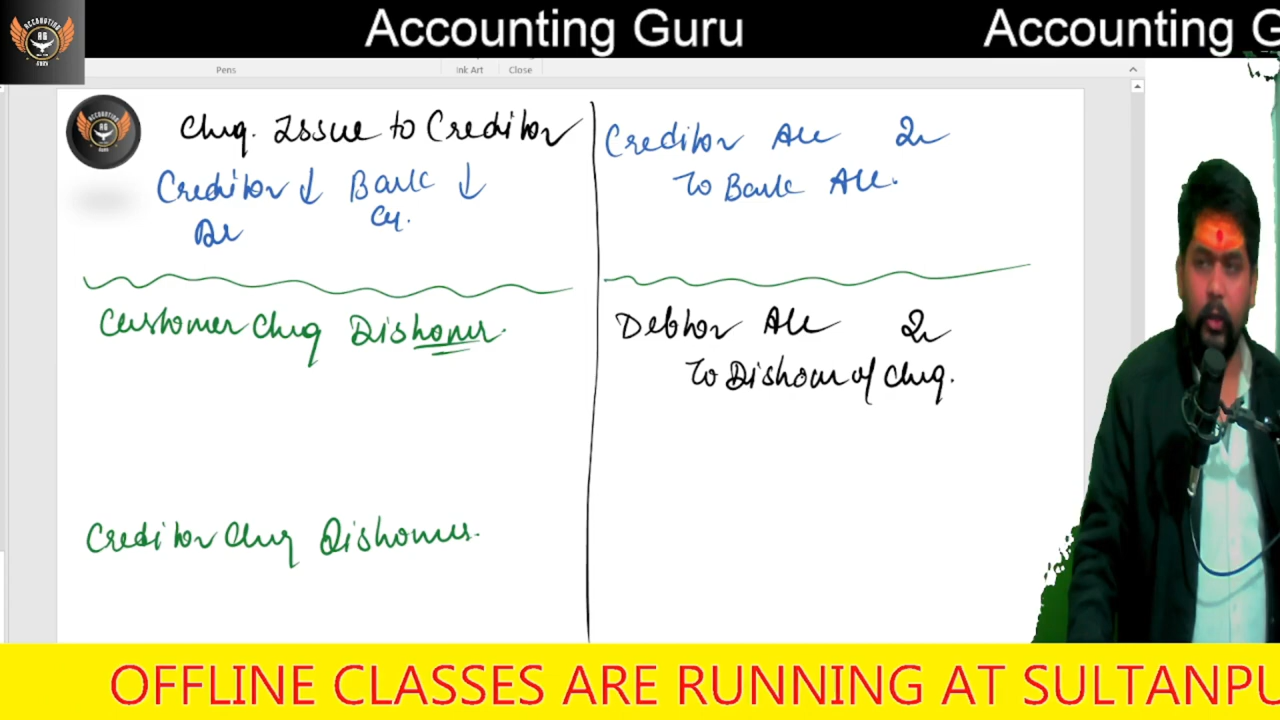 Accounting Guru
Accounting G
Pens
Ink Art
Close
Chq. Issue to Creditor
Creditor ↓ Bank ↓
Dr Cr.
Creditor A/c Dr
To Bank A/c.
Customer Chq Dishonor.
Debtor A/c Dr
To Dishonour of Chq.
Creditor Chq Dishonor.
OFFLINE CLASSES ARE RUNNING AT SULTANPU